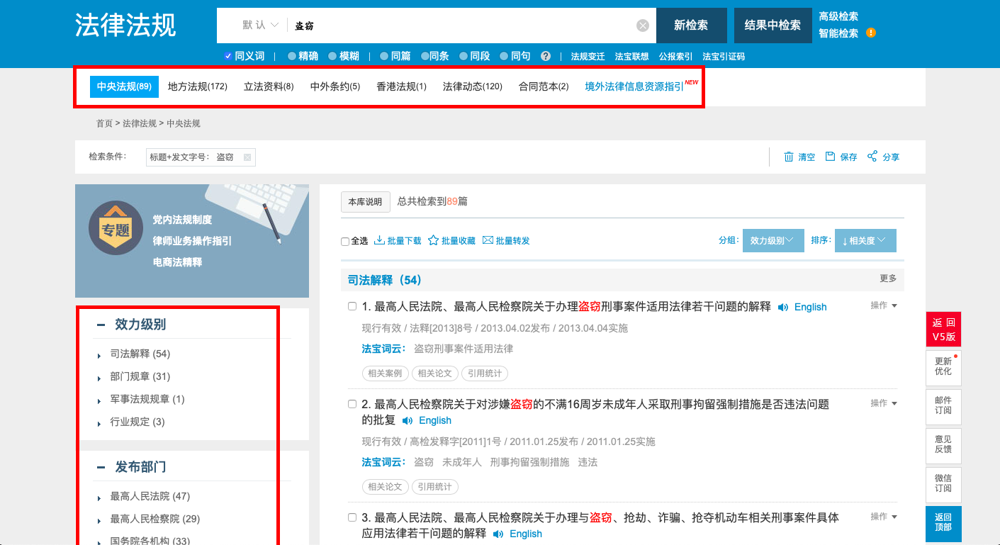 法律法规
默 认
盗窃
新检索
结果中检索
高级检索
智能检索 !
同义词 | 精确 模糊 | 同篇 同条 同段 同句 ? | 法规变迁 法宝联想 公报索引 法宝引证码
中央法规(89) 地方法规(172) 立法资料(8) 中外条约(5) 香港法规(1) 法律动态(120) 合同范本(2) 境外法律信息资源指引NEW
首页 > 法律法规 > 中央法规
检索条件: 标题+发文字号: 盗窃
清空 保存 分享
专题
党内法规制度
律师业务操作指引
电商法精释
效力级别
司法解释 (54)
部门规章 (31)
军事法规规章 (1)
行业规定 (3)
发布部门
最高人民法院 (47)
最高人民检察院 (29)
国务院各机构 (33)
本库说明 总共检索到89篇
全选 批量下载 批量收藏 批量转发
分组: 效力级别 排序: ↓相关度
司法解释（54） 更多
1. 最高人民法院、最高人民检察院关于办理盗窃刑事案件适用法律若干问题的解释 English 操作
现行有效 / 法释[2013]8号 / 2013.04.02发布 / 2013.04.04实施
法宝词云: 盗窃刑事案件适用法律
相关案例 相关论文 引用统计
2. 最高人民检察院关于对涉嫌盗窃的不满16周岁未成年人采取刑事拘留强制措施是否违法问题 操作
的批复 English
现行有效 / 高检发释字[2011]1号 / 2011.01.25发布 / 2011.01.25实施
法宝词云: 盗窃 未成年人 刑事拘留强制措施 违法
相关论文 引用统计
3. 最高人民法院、最高人民检察院关于办理与盗窃、抢劫、诈骗、抢夺机动车相关刑事案件具体 操作
应用法律若干问题的解释 English
返 回
V5版
更新
优化
邮件
订阅
意见
反馈
微信
订阅
返回
顶部